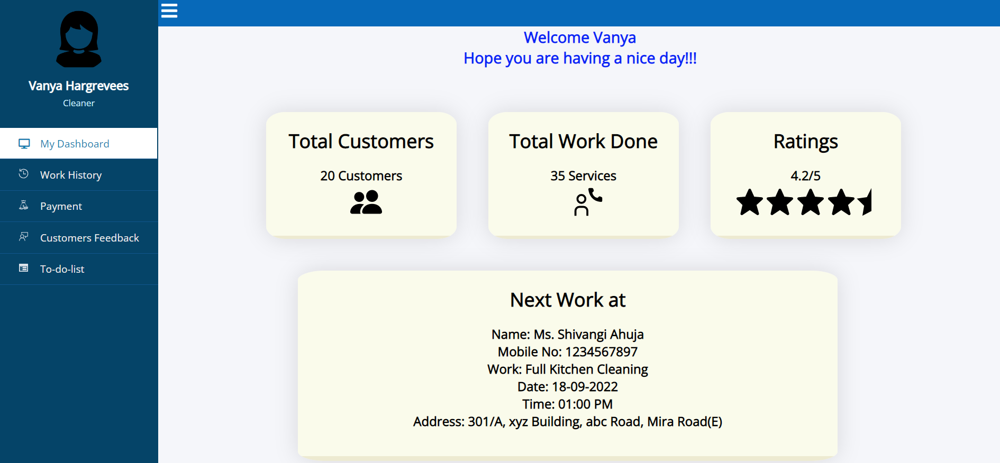 Vanya Hargrevees
Cleaner
My Dashboard
Work History
Payment
Customers Feedback
To-do-list
Welcome Vanya
Hope you are having a nice day!!!
Total Customers
20 Customers
Total Work Done
35 Services
Ratings
4.2/5
Next Work at
Name: Ms. Shivangi Ahuja
Mobile No: 1234567897
Work: Full Kitchen Cleaning
Date: 18-09-2022
Time: 01:00 PM
Address: 301/A, xyz Building, abc Road, Mira Road(E)